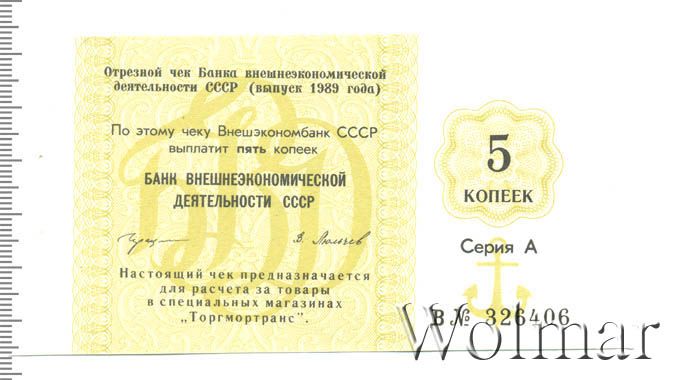 Отрезной чек Банка внешнеэкономической
деятельности СССР (выпуск 1989 года)
По этому чеку Внешэкономбанк СССР
выплатит пять копеек
БАНК ВНЕШНЕЭКОНОМИЧЕСКОЙ
ДЕЯТЕЛЬНОСТИ СССР
Настоящий чек предназначается
для расчета за товары
в специальных магазинах
„Торгмортранс".
5
КОПЕЕК
Серия А
В № 326406
Wolmar